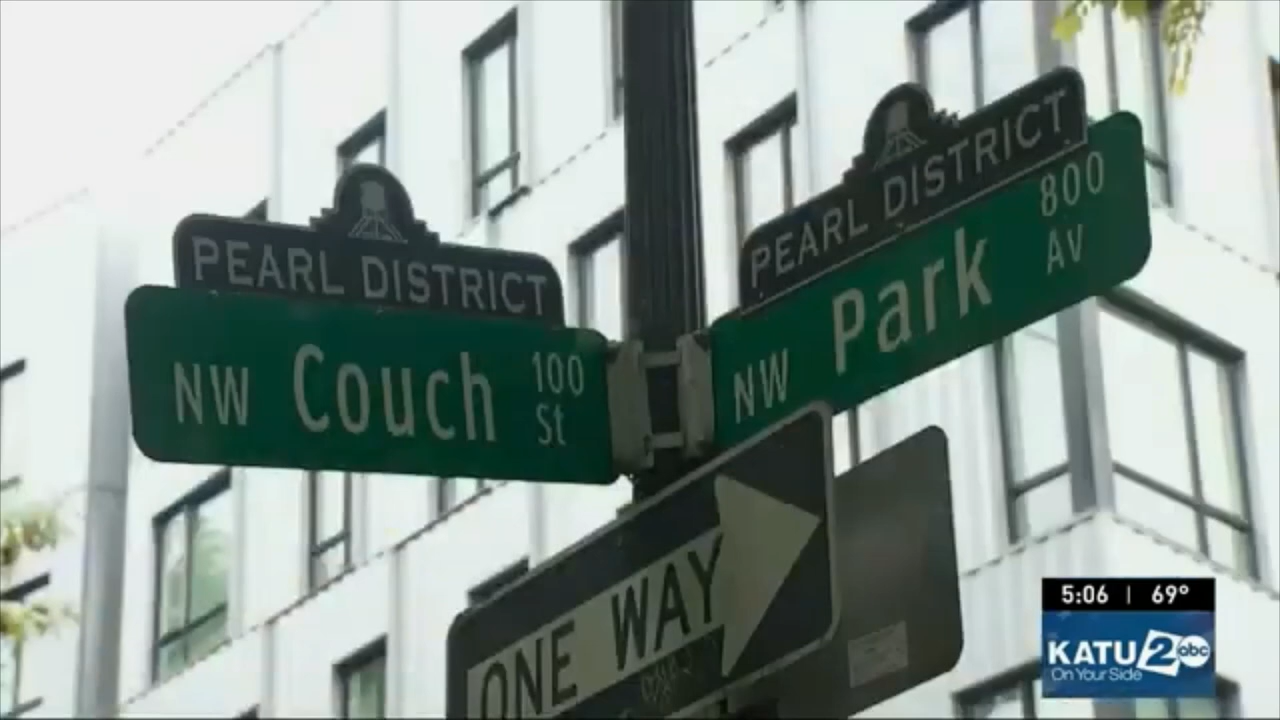 PEARL DISTRICT
NW Couch 100 St
PEARL DISTRICT
NW Park 800 AV
ONE WAY
5:06 | 69°
KATU 2 abc
On Your Side